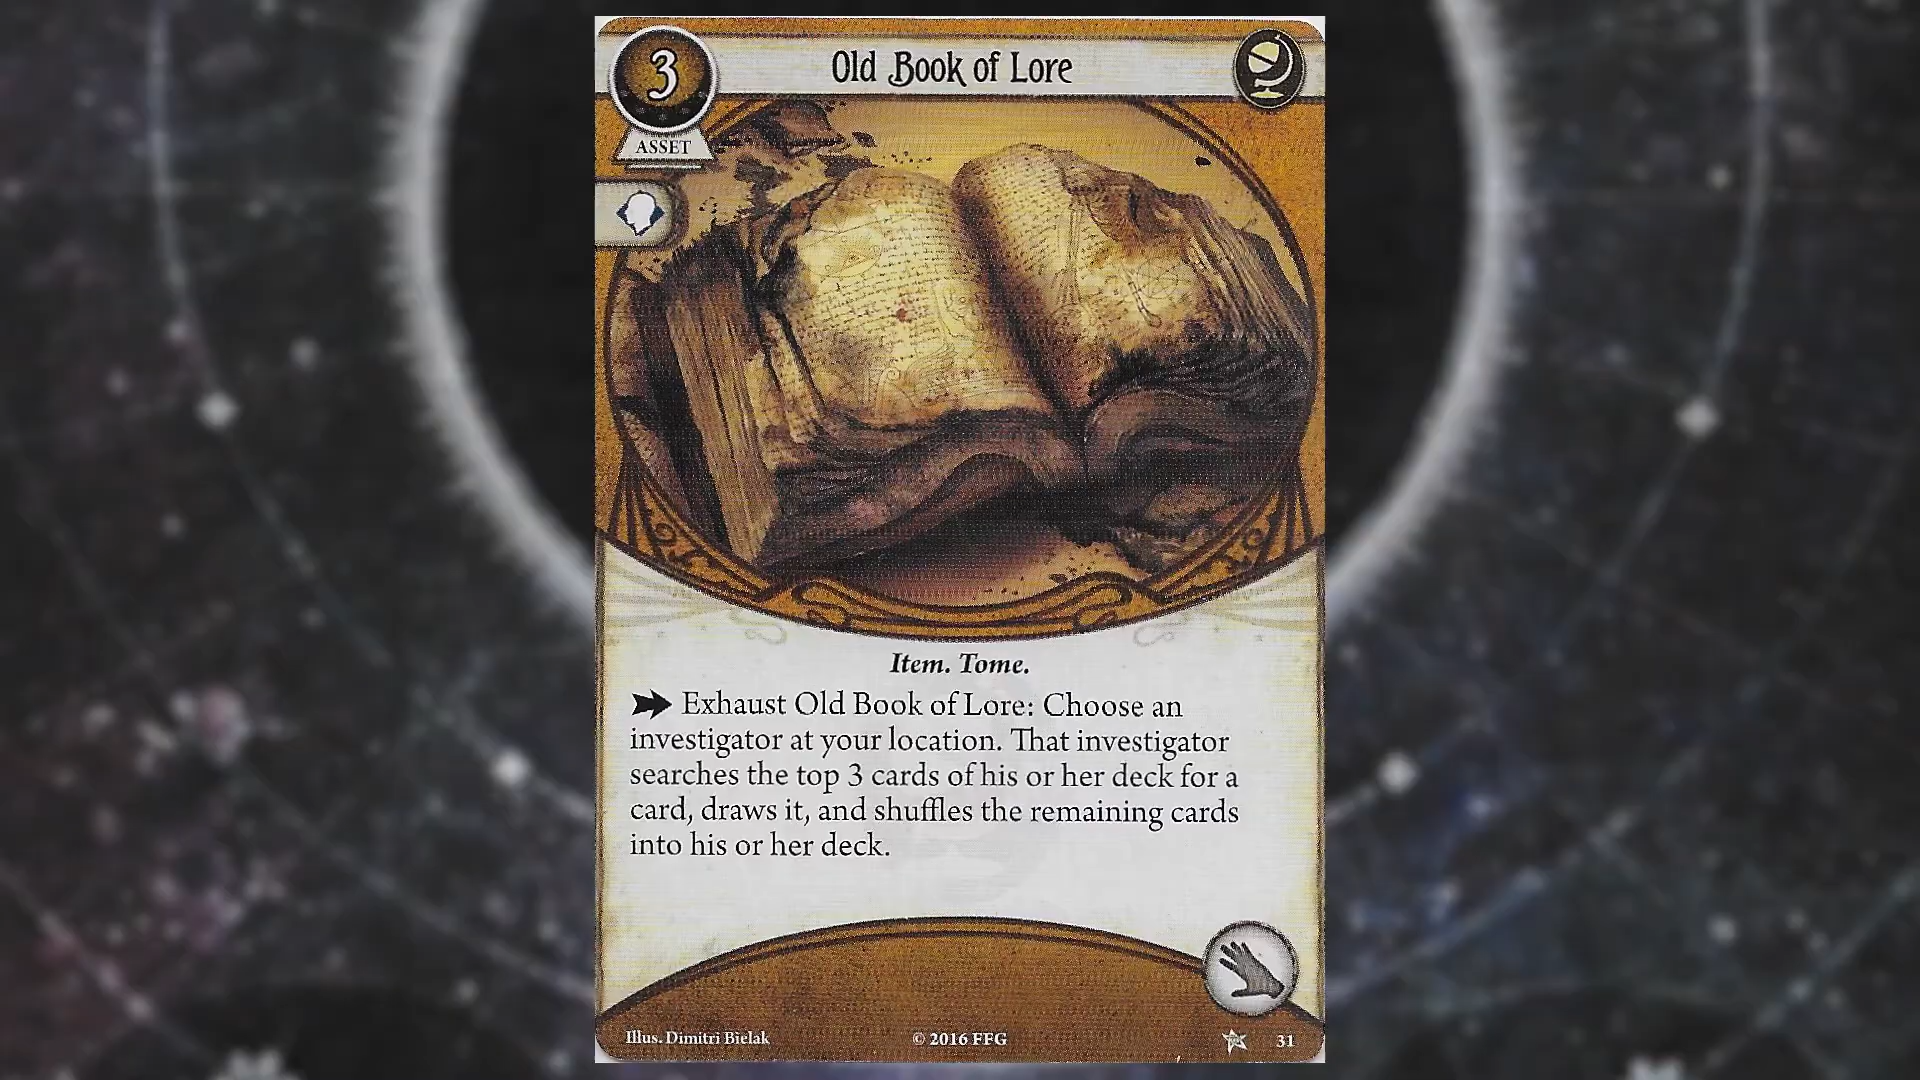 3
Old Book of Lore
ASSET
Item. Tome.
Exhaust Old Book of Lore: Choose an
investigator at your location. That investigator
searches the top 3 cards of his or her deck for a
card, draws it, and shuffles the remaining cards
into his or her deck.
Illus. Dimitri Bielak
© 2016 FFG
31